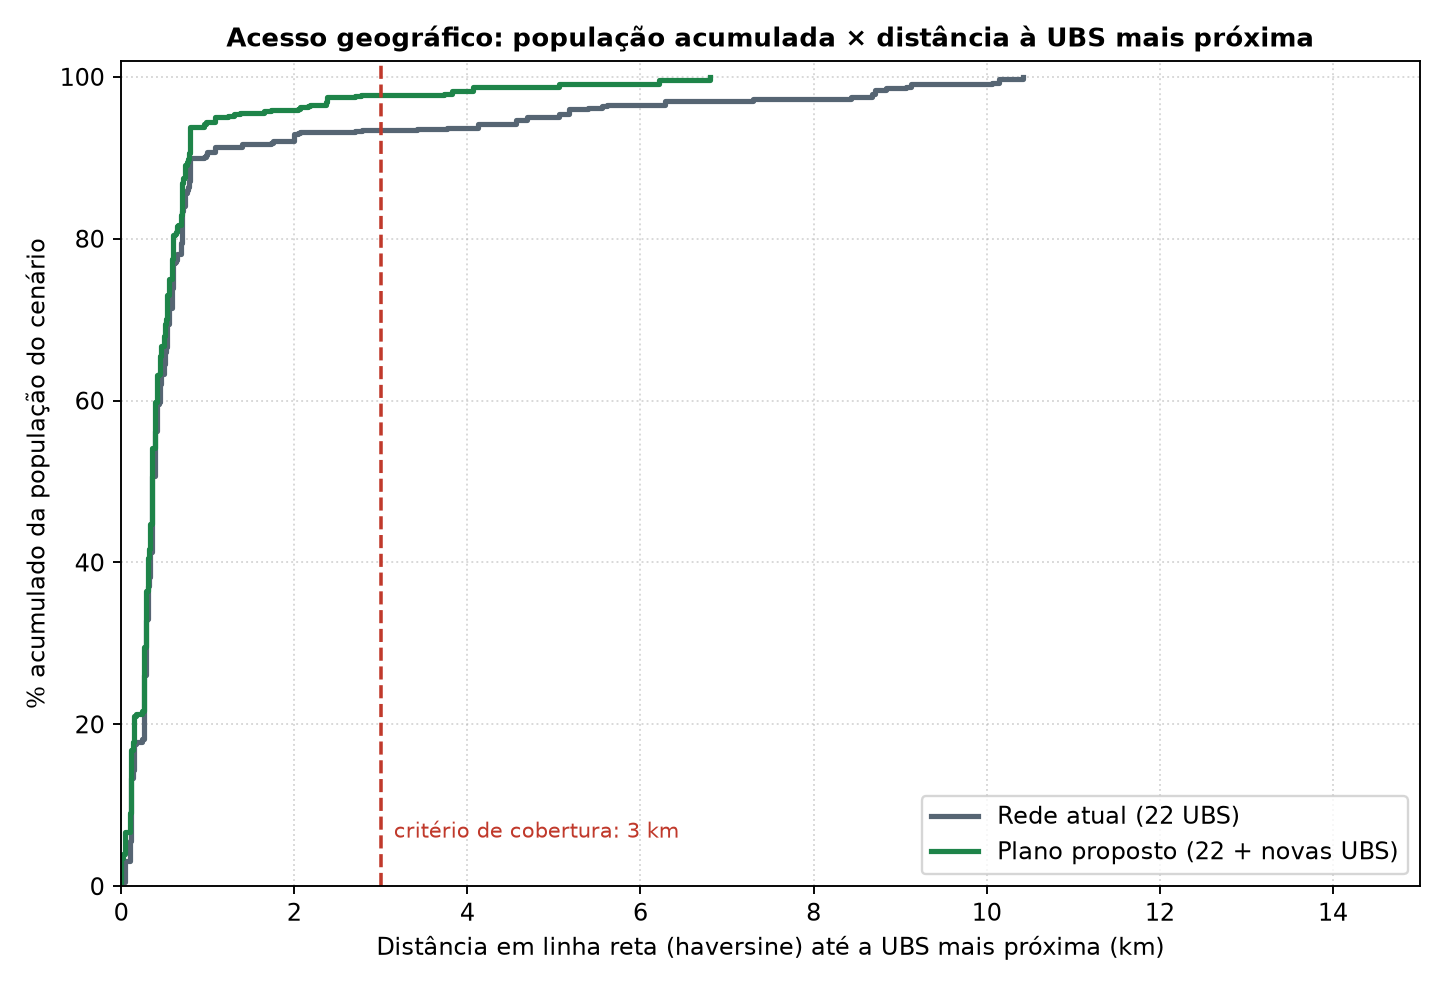 Acesso geográfico: população acumulada × distância à UBS mais próxima
% acumulado da população do cenário
100
80
60
40
20
0
critério de cobertura: 3 km
Rede atual (22 UBS)
Plano proposto (22 + novas UBS)
0 2 4 6 8 10 12 14
Distância em linha reta (haversine) até a UBS mais próxima (km)